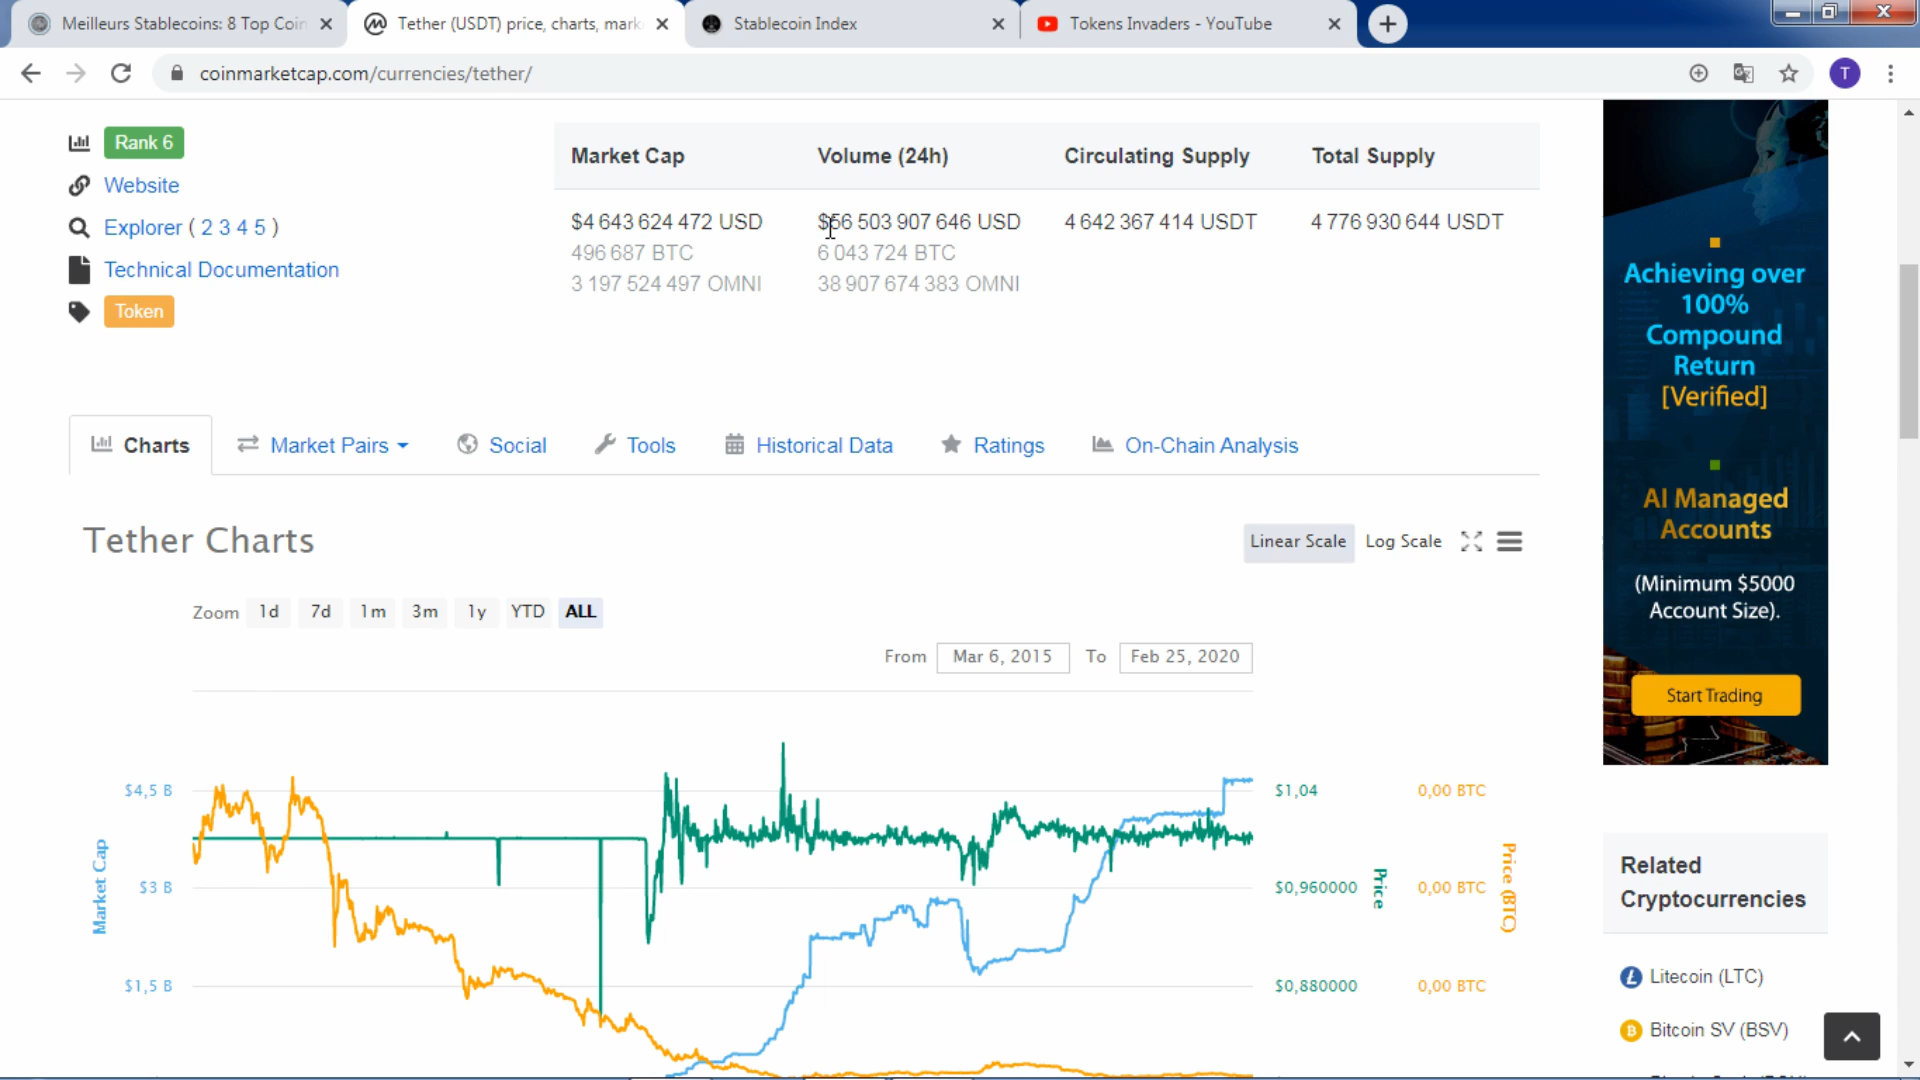 Meilleurs Stablecoins: 8 Top Coin
Tether (USDT) price, charts, mark
Stablecoin Index
Tokens Invaders - YouTube
coinmarketcap.com/currencies/tether/
T
Rank 6
Website
Explorer ( 2 3 4 5 )
Technical Documentation
Token
Market Cap Volume (24h) Circulating Supply Total Supply
$4 643 624 472 USD $56 503 907 646 USD 4 642 367 414 USDT 4 776 930 644 USDT
496 687 BTC 6 043 724 BTC
3 197 524 497 OMNI 38 907 674 383 OMNI
Charts Market Pairs Social Tools Historical Data Ratings On-Chain Analysis
Tether Charts
Linear Scale Log Scale
Zoom 1d 7d 1m 3m 1y YTD ALL
From Mar 6, 2015 To Feb 25, 2020
$4,5 B $1,04 0,00 BTC
$3 B $0,960000 0,00 BTC
$1,5 B $0,880000 0,00 BTC
Market Cap
Price
Price (BTC)
Achieving over
100%
Compound
Return
[Verified]
AI Managed
Accounts
(Minimum $5000
Account Size).
Start Trading
Related
Cryptocurrencies
Litecoin (LTC)
Bitcoin SV (BSV)